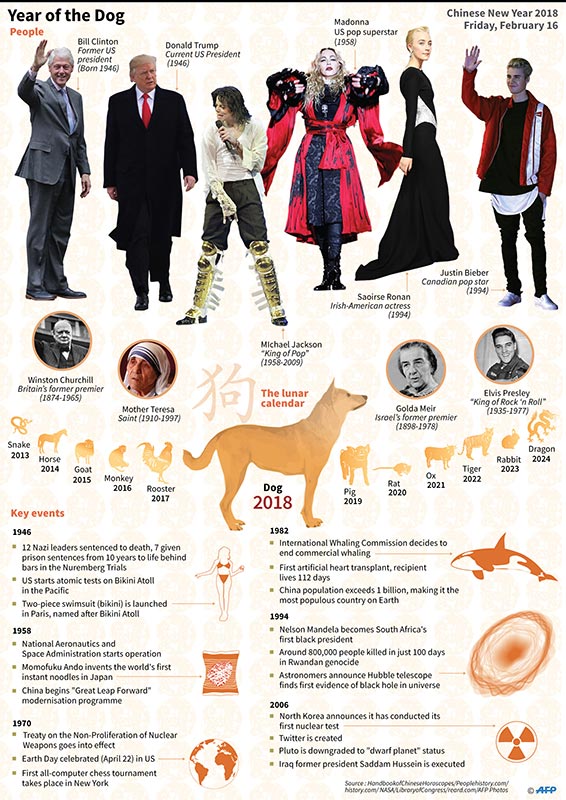 Year of the Dog
People
Chinese New Year 2018
Friday, February 16
Bill Clinton
Former US
president
(Born 1946)
Donald Trump
Current US President
(1946)
Madonna
US pop superstar
(1958)
Justin Bieber
Canadian pop star
(1994)
Saoirse Ronan
Irish-American actress
(1994)
MIchael Jackson
"King of Pop"
(1958-2009)
Winston Churchill
Britain's former premier
(1874-1965)
Mother Teresa
Saint (1910-1997)
Golda Meir
Israel's former premier
(1898-1978)
Elvis Presley
"King of Rock 'n Roll"
(1935-1977)
狗
The lunar
calendar
Snake
2013
Horse
2014
Goat
2015
Monkey
2016
Rooster
2017
Dog
2018
Pig
2019
Rat
2020
Ox
2021
Tiger
2022
Rabbit
2023
Dragon
2024
Key events
1946
12 Nazi leaders sentenced to death, 7 given
prison sentences from 10 years to life behind
bars in the Nuremberg Trials
US starts atomic tests on Bikini Atoll
in the Pacific
Two-piece swimsuit (bikini) is launched
in Paris, named after Bikini Atoll
1958
National Aeronautics and
Space Administration starts operation
Momofuku Ando invents the world's first
instant noodles in Japan
China begins "Great Leap Forward"
modernisation programme
1970
Treaty on the Non-Proliferation of Nuclear
Weapons goes into effect
Earth Day celebrated (April 22) in US
First all-computer chess tournament
takes place in New York
1982
International Whaling Commission decides to
end commercial whaling
First artificial heart transplant, recipient
lives 112 days
China population exceeds 1 billion, making it the
most populous country on Earth
1994
Nelson Mandela becomes South Africa's
first black president
Around 800,000 people killed in just 100 days
in Rwandan genocide
Astronomers announce Hubble telescope
finds first evidence of black hole in universe
2006
North Korea announces it has conducted its
first nuclear test
Twitter is created
Pluto is downgraded to "dwarf planet" status
Iraq former president Saddam Hussein is executed
Source : HandbookofChineseHoroscopes/Peoplehistory.com/
history.com/NASA/LibraryofCongress/reard.com/AFP Photos
© AFP